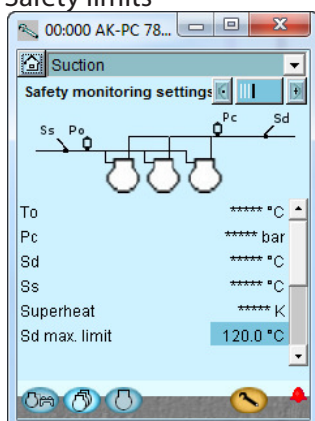 Safety limits
00:000 AK-PC 78...
Suction
Safety monitoring settings
Pc Sd
Ss Po
To ***** °C
Pc ***** bar
Sd ***** °C
Ss ***** °C
Superheat ***** K
Sd max. limit 120.0 °C